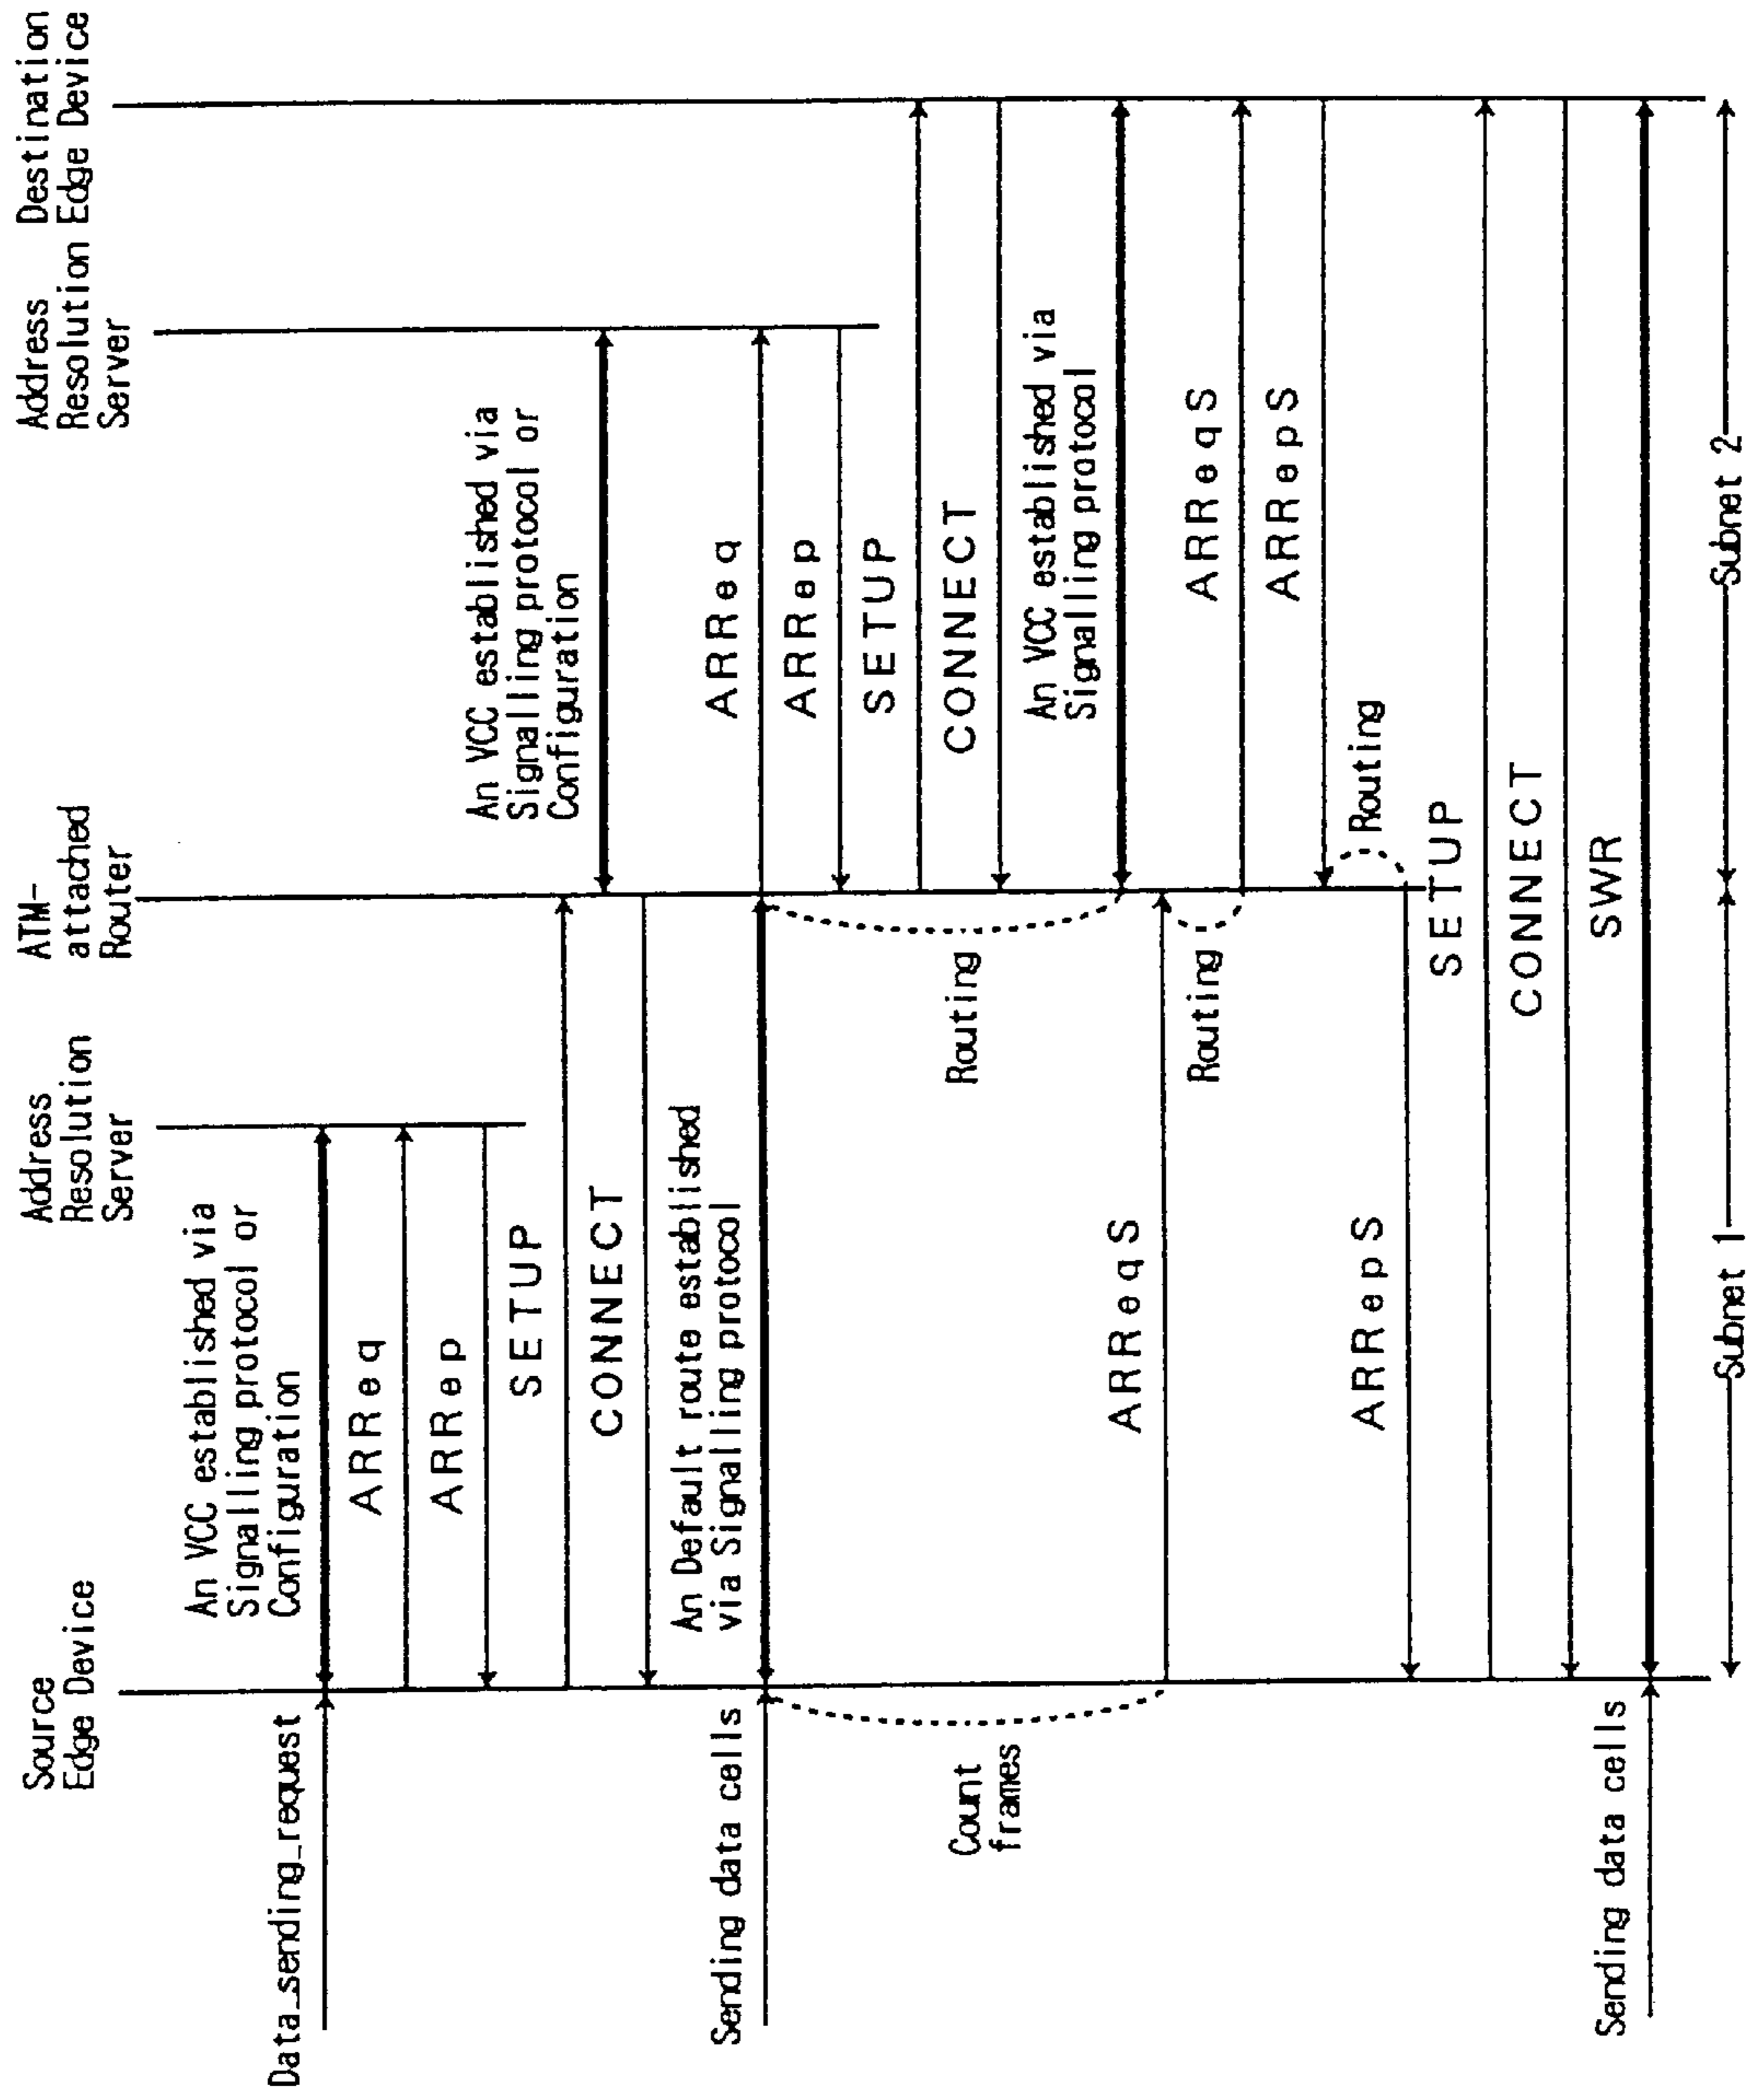 Source
Edge Device
Address
Resolution
Server
ATM-
attached
Router
Address
Resolution
Server
Destination
Edge Device
Data_sending_request
An VCC established via
Signalling protocol or
Configuration
ARReq
ARRep
SETUP
CONNECT
An VCC established via
Signalling protocol or
Configuration
Sending data cells
An Default route established
via Signalling protocol
ARReq
ARRep
SETUP
CONNECT
Count
frames
Routing
An VCC established via
Signalling protocol
ARReqS
Routing
ARReqS
ARRepS
Routing
ARRepS
SETUP
CONNECT
SWR
Sending data cells
Subnet 1
Subnet 2